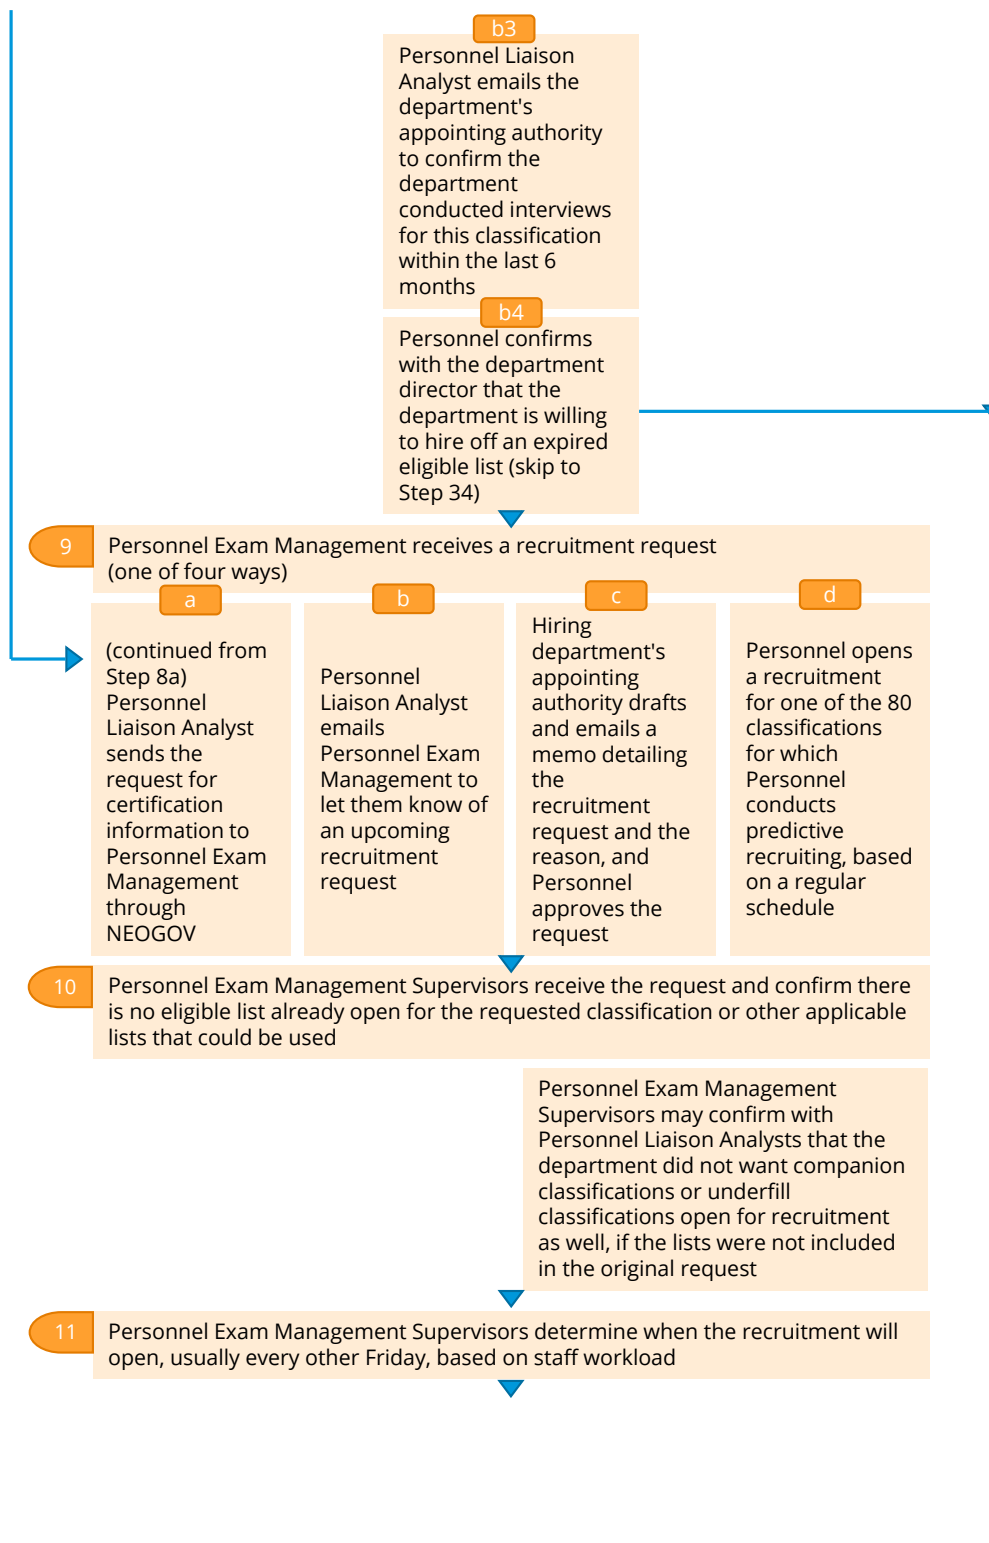 b3
Personnel Liaison
Analyst emails the
department's
appointing authority
to confirm the
department
conducted interviews
for this classification
within the last 6
months
b4
Personnel confirms
with the department
director that the
department is willing
to hire off an expired
eligible list (skip to
Step 34)
9
Personnel Exam Management receives a recruitment request
(one of four ways)
a
(continued from
Step 8a)
Personnel
Liaison Analyst
sends the
request for
certification
information to
Personnel Exam
Management
through
NEOGOV
b
Personnel
Liaison Analyst
emails
Personnel Exam
Management to
let them know of
an upcoming
recruitment
request
c
Hiring
department's
appointing
authority drafts
and emails a
memo detailing
the
recruitment
request and the
reason, and
Personnel
approves the
request
d
Personnel opens
a recruitment
for one of the 80
classifications
for which
Personnel
conducts
predictive
recruiting, based
on a regular
schedule
10
Personnel Exam Management Supervisors receive the request and confirm there
is no eligible list already open for the requested classification or other applicable
lists that could be used
Personnel Exam Management
Supervisors may confirm with
Personnel Liaison Analysts that the
department did not want companion
classifications or underfill
classifications open for recruitment
as well, if the lists were not included
in the original request
11
Personnel Exam Management Supervisors determine when the recruitment will
open, usually every other Friday, based on staff workload